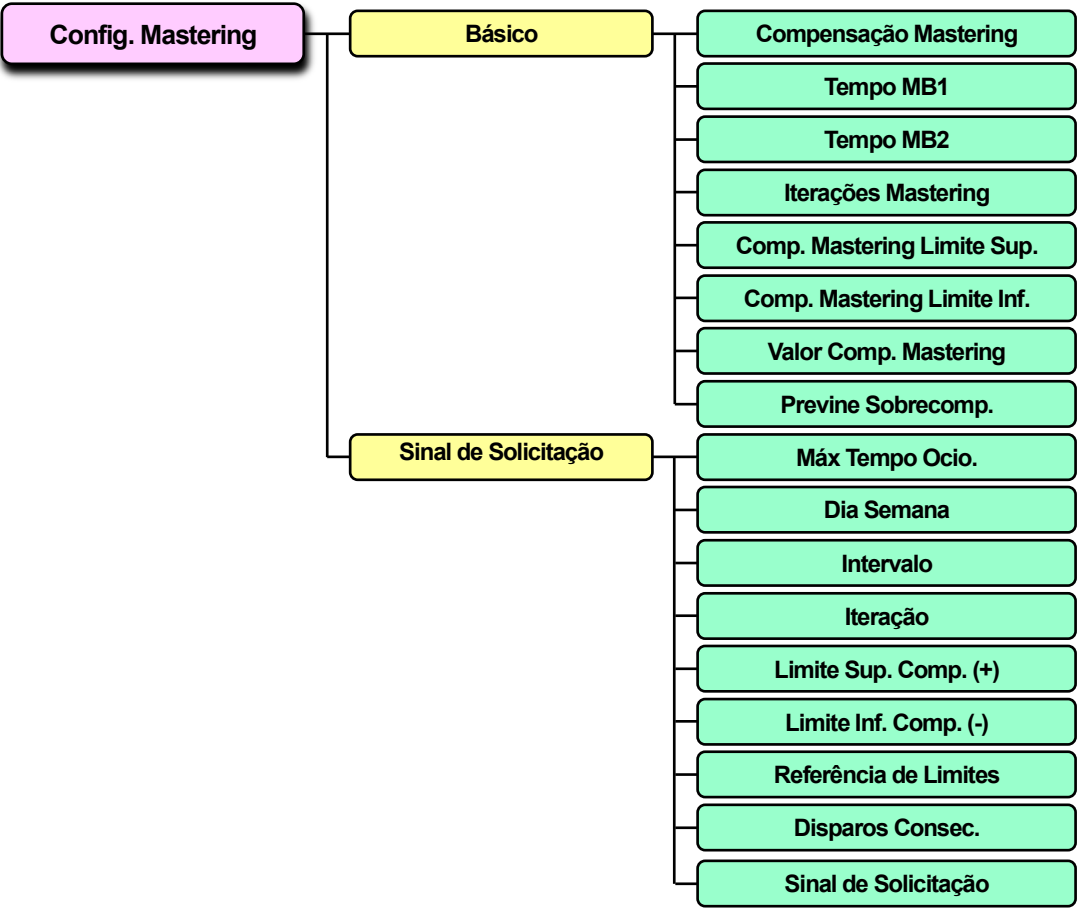 Config. Mastering
Básico
Compensação Mastering
Tempo MB1
Tempo MB2
Iterações Mastering
Comp. Mastering Limite Sup.
Comp. Mastering Limite Inf.
Valor Comp. Mastering
Previne Sobrecomp.
Sinal de Solicitação
Máx Tempo Ocio.
Dia Semana
Intervalo
Iteração
Limite Sup. Comp. (+)
Limite Inf. Comp. (-)
Referência de Limites
Disparos Consec.
Sinal de Solicitação